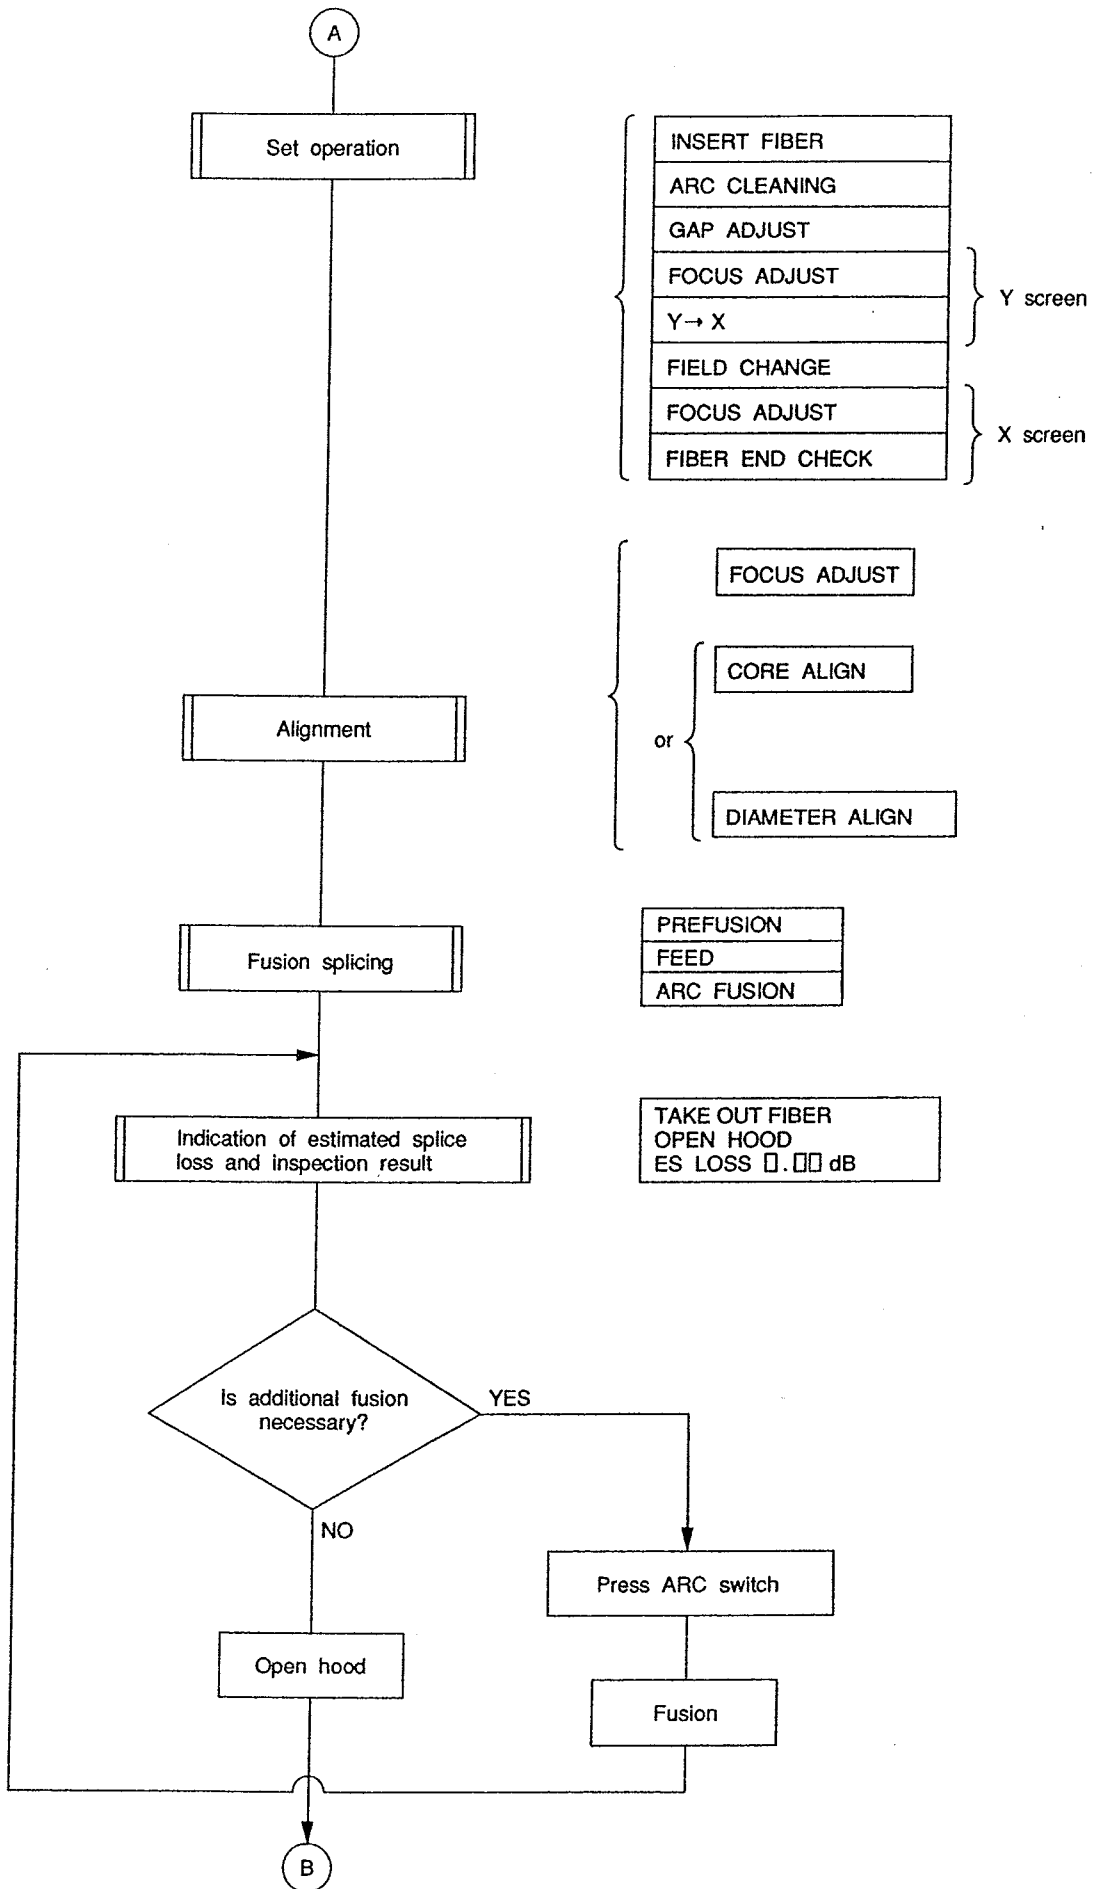 A
Set operation
INSERT FIBER
ARC CLEANING
GAP ADJUST
FOCUS ADJUST
Y→ X
Y screen
FIELD CHANGE
FOCUS ADJUST
FIBER END CHECK
X screen
Alignment
FOCUS ADJUST
CORE ALIGN
or
DIAMETER ALIGN
Fusion splicing
PREFUSION
FEED
ARC FUSION
Indication of estimated splice
loss and inspection result
TAKE OUT FIBER
OPEN HOOD
ES LOSS □.□□ dB
Is additional fusion
necessary?
YES
NO
Press ARC switch
Open hood
Fusion
B